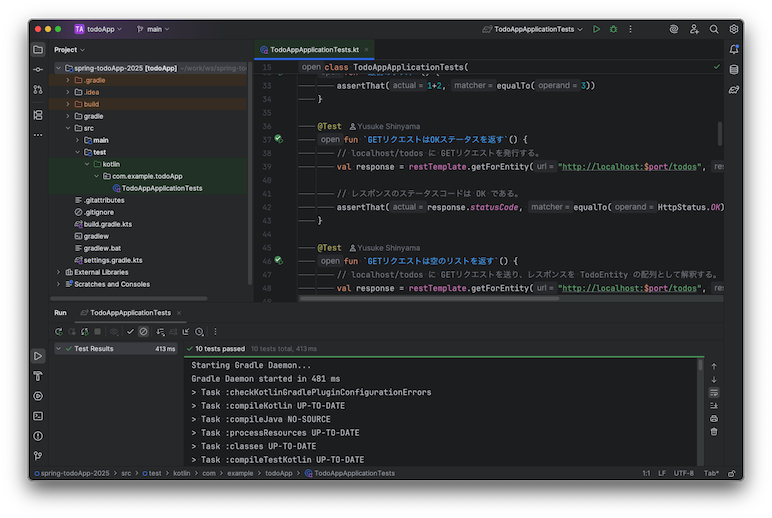 TA todoApp
main
TodoAppApplicationTests
Project
TodoAppApplicationTests.kt
spring-todoApp-2025 [todoApp] ~/work/ws/spring-to
.gradle
.idea
build
gradle
src
main
test
kotlin
com.example.todoApp
TodoAppApplicationTests
.gitattributes
.gitignore
build.gradle.kts
gradlew
gradlew.bat
settings.gradle.kts
External Libraries
Scratches and Consoles
15 open class TodoAppApplicationTests(
33 assertThat( actual = 1+2, matcher = equalTo( operand = 3))
34 }
35
36 @Test Yusuke Shinyama
37 open fun `GETリクエストはOKステータスを返す`() {
38 // localhost/todos に GETリクエストを発行する。
39 val response = restTemplate.getForEntity( url = "http://localhost:$port/todos",
40
41 // レスポンスのステータスコードは OK である。
42 assertThat( actual = response.statusCode, matcher = equalTo( operand = HttpStatus.OK)
43 }
44
45 @Test Yusuke Shinyama
46 open fun `GETリクエストは空のリストを返す`() {
47 // localhost/todos に GETリクエストを送り、レスポンスを TodoEntity の配列として解釈する。
48 val response = restTemplate.getForEntity( url = "http://localhost:$port/todos",
Run TodoAppApplicationTests
Test Results 413 ms
10 tests passed 10 tests total, 413 ms
Starting Gradle Daemon...
Gradle Daemon started in 481 ms
> Task :checkKotlinGradlePluginConfigurationErrors
> Task :compileKotlin UP-TO-DATE
> Task :compileJava NO-SOURCE
> Task :processResources UP-TO-DATE
> Task :classes UP-TO-DATE
> Task :compileTestKotlin UP-TO-DATE
spring-todoApp-2025 > src > test > kotlin > com > example > todoApp > TodoAppApplicationTests
1:1 LF UTF-8 Tab*